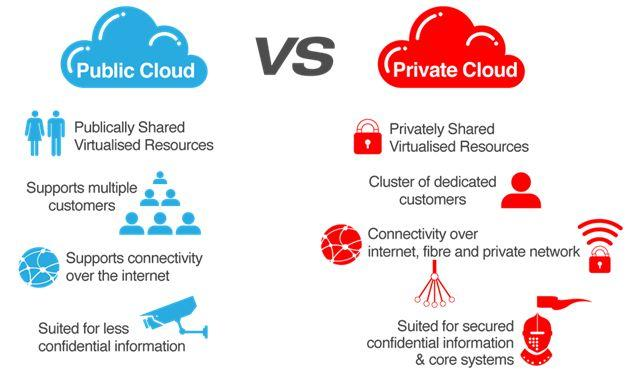 Public Cloud
VS
Private Cloud
Publically Shared
Virtualised Resources
Supports multiple
customers
Supports connectivity
over the internet
Suited for less
confidential information
Privately Shared
Virtualised Resources
Cluster of dedicated
customers
Connectivity over
internet, fibre and private network
Suited for secured
confidential information
& core systems